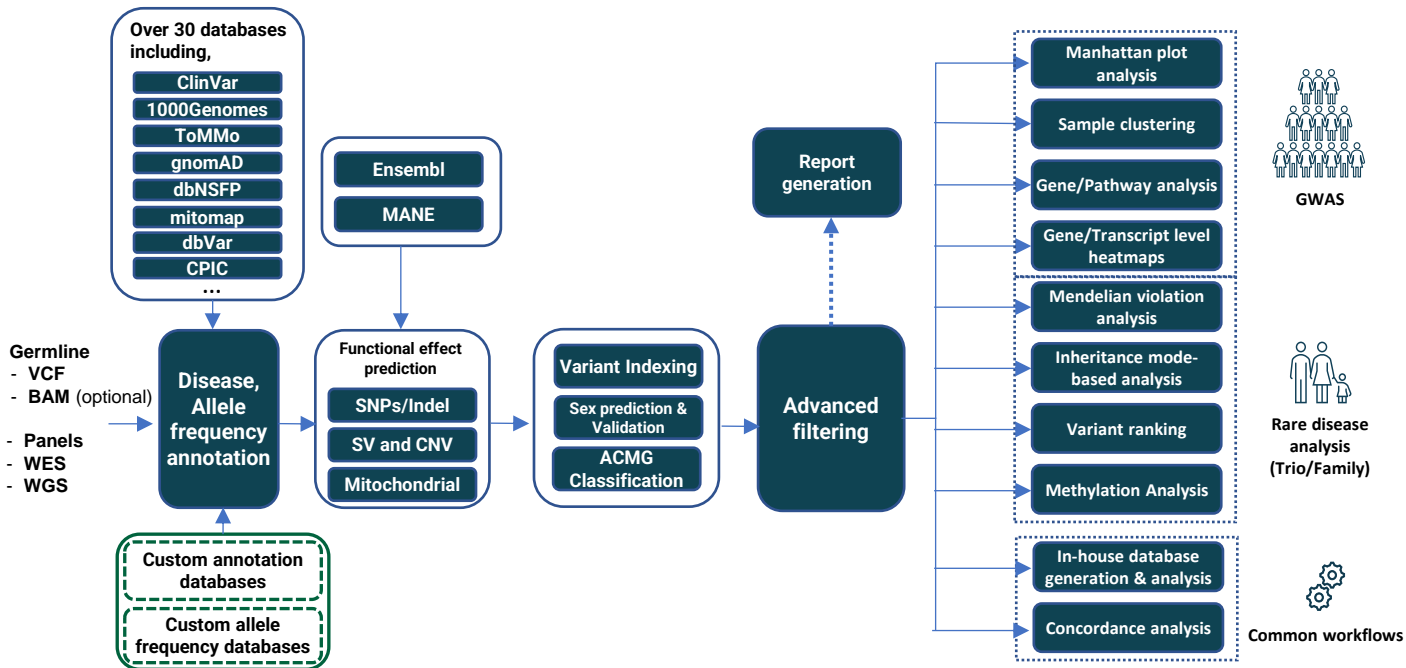 Over 30 databases
including,
ClinVar
1000Genomes
ToMMo
gnomAD
dbNSFP
mitomap
dbVar
CPIC
...
Ensembl
MANE
Germline
- VCF
- BAM (optional)
- Panels
- WES
- WGS
Disease,
Allele
frequency
annotation
Custom annotation
databases
Custom allele
frequency databases
Functional effect
prediction
SNPs/Indel
SV and CNV
Mitochondrial
Variant Indexing
Sex prediction &
Validation
ACMG
Classification
Report
generation
Advanced
filtering
Manhattan plot
analysis
Sample clustering
Gene/Pathway analysis
Gene/Transcript level
heatmaps
GWAS
Mendelian violation
analysis
Inheritance mode-
based analysis
Variant ranking
Methylation Analysis
Rare disease
analysis
(Trio/Family)
In-house database
generation & analysis
Concordance analysis
Common workflows